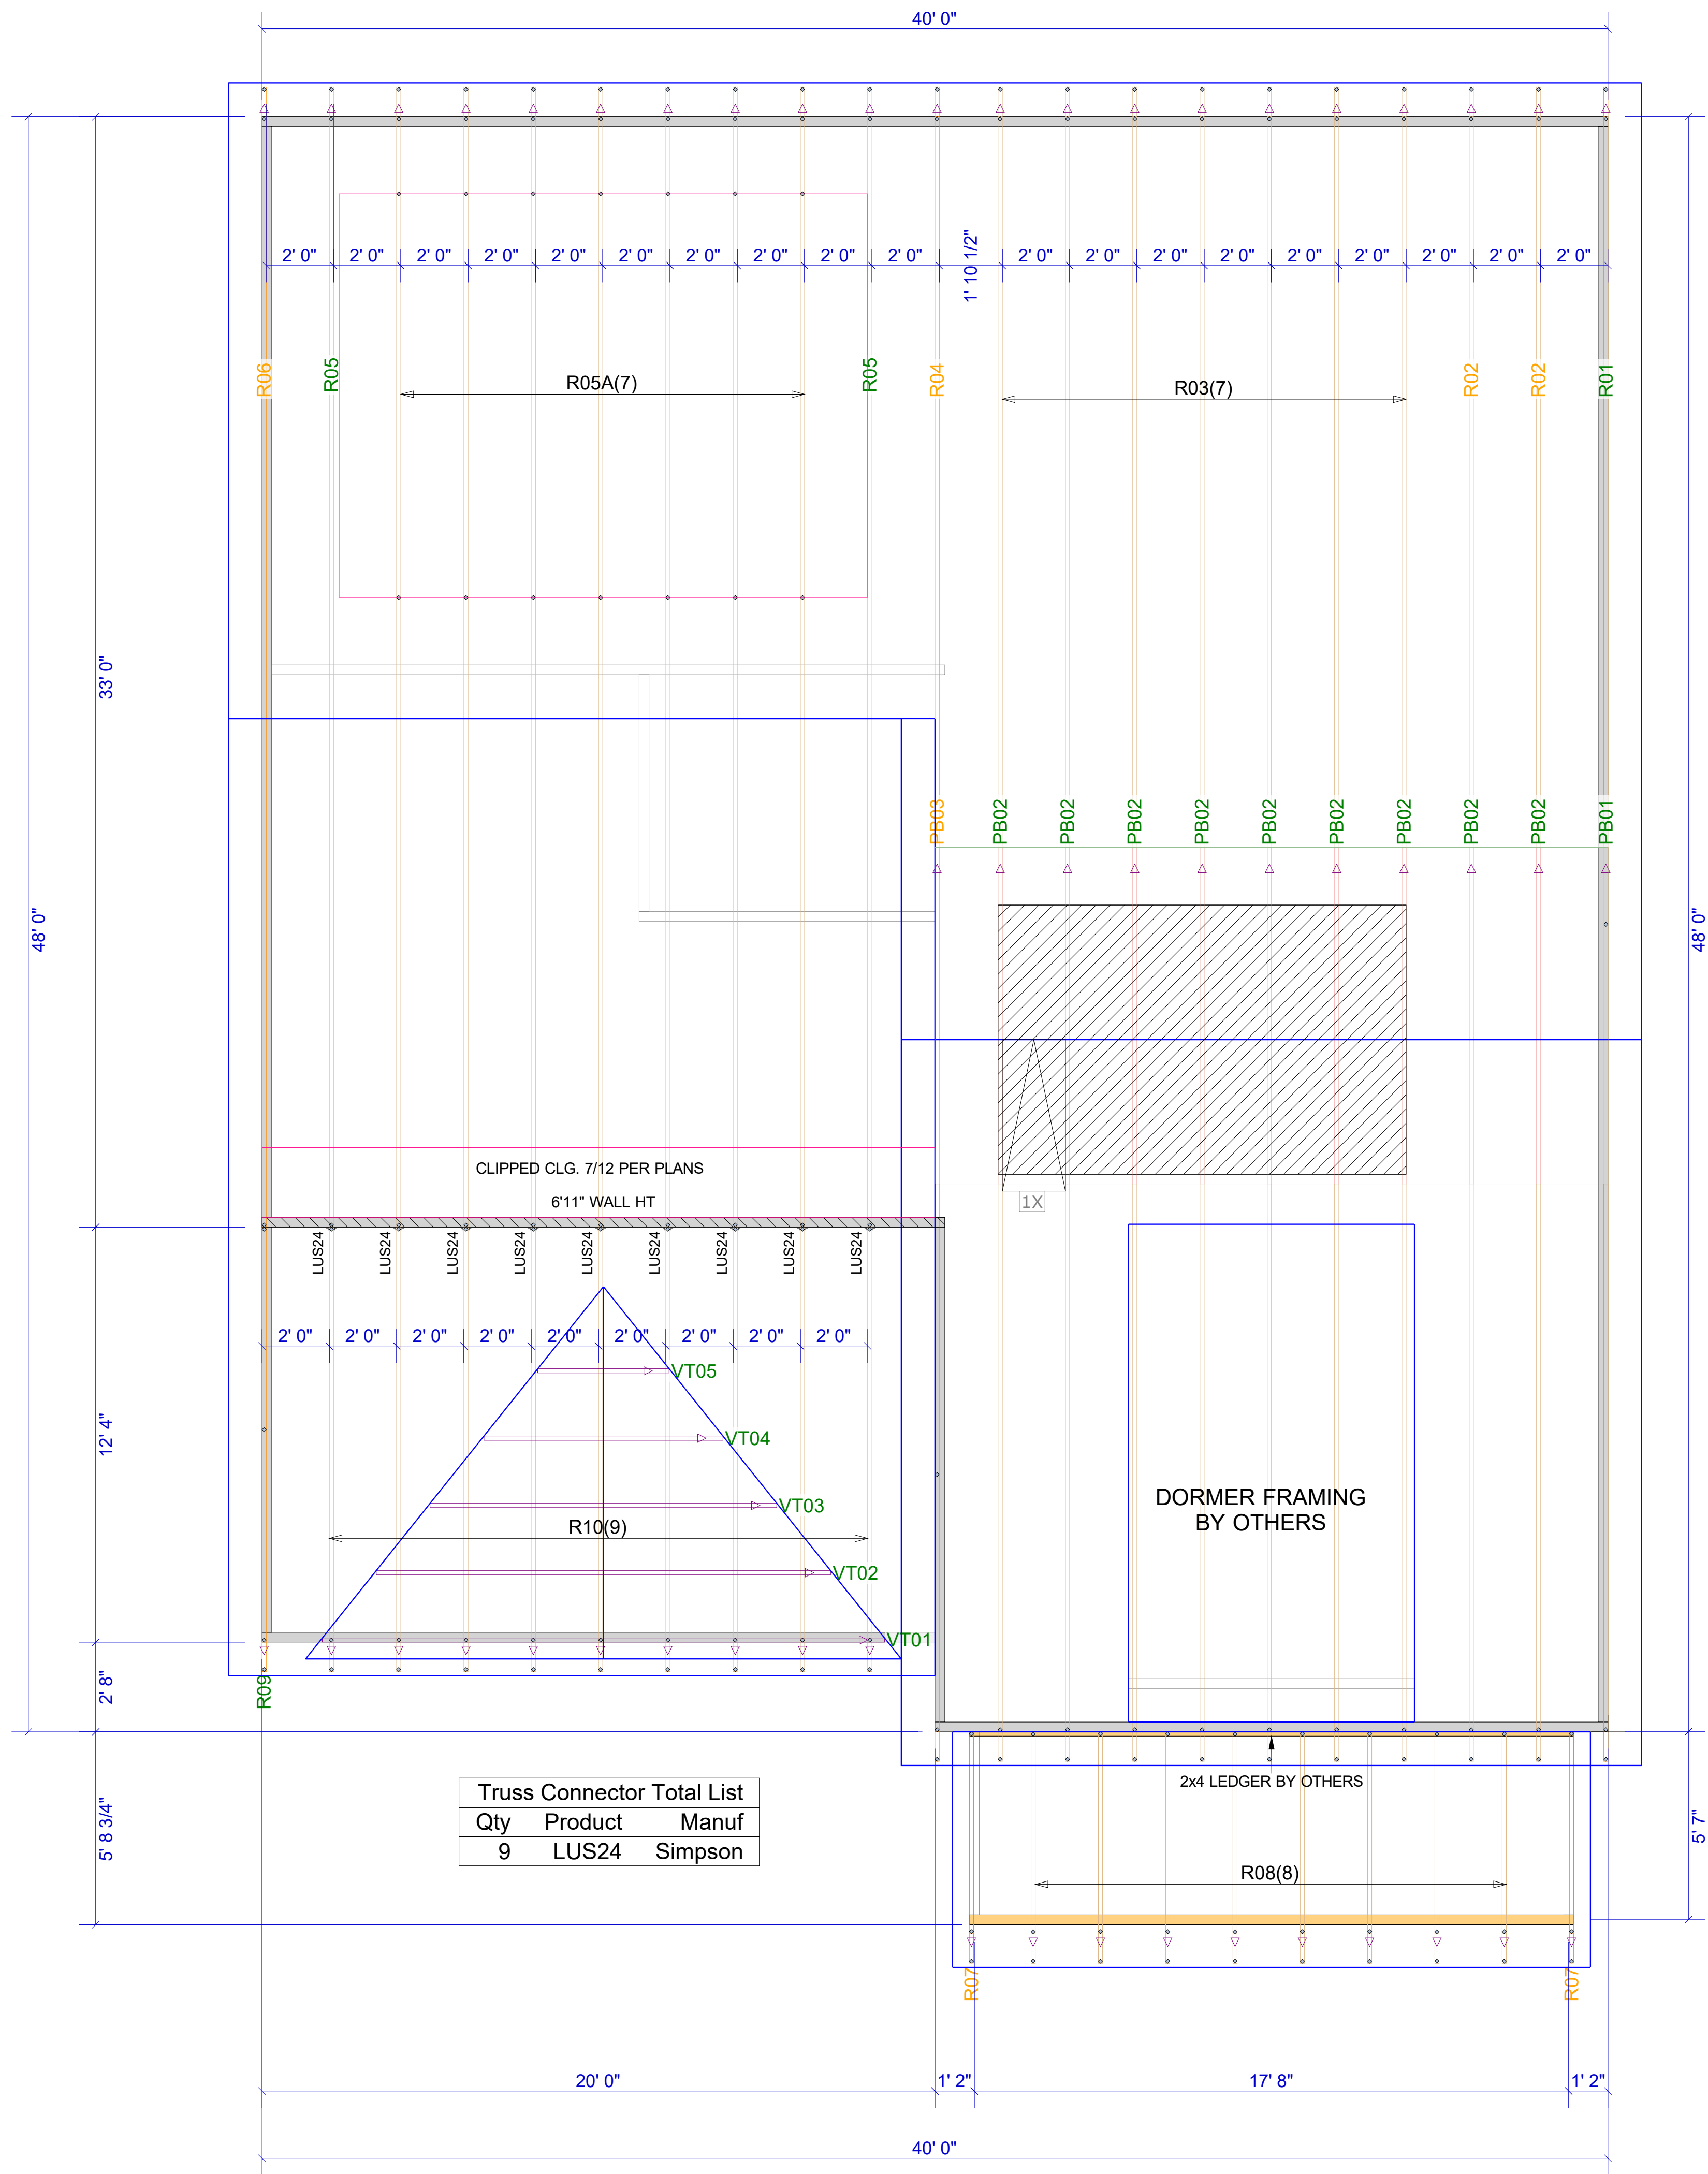 40' 0"
2' 0" 2' 0" 2' 0" 2' 0" 2' 0" 2' 0" 2' 0" 2' 0" 2' 0" 2' 0" 1' 10 1/2" 2' 0" 2' 0" 2' 0" 2' 0" 2' 0" 2' 0" 2' 0" 2' 0" 2' 0"
R06 R05 R05A(7) R05 R04 R03(7) R02 R02 R01
33' 0"
PB03 PB02 PB02 PB02 PB02 PB02 PB02 PB02 PB02 PB02 PB01
48' 0"
48' 0"
CLIPPED CLG. 7/12 PER PLANS
6'11" WALL HT
1X
LUS24 LUS24 LUS24 LUS24 LUS24 LUS24 LUS24 LUS24 LUS24
2' 0" 2' 0" 2' 0" 2' 0" 2' 0" 2' 0" 2' 0" 2' 0" 2' 0"
VT05
12' 4"
VT04
VT03
DORMER FRAMING
BY OTHERS
R10(9)
VT02
VT01
2' 8"
R09
2x4 LEDGER BY OTHERS
Truss Connector Total List
Qty Product Manuf
9 LUS24 Simpson
5' 8 3/4"
5' 7"
R08(8)
R07 R07
20' 0" 1' 2" 17' 8" 1' 2"
40' 0"